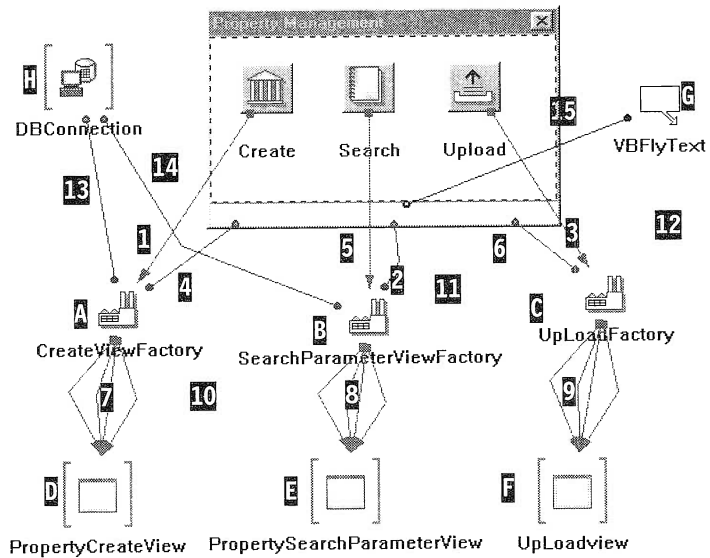 Property Management
H
DBConnection
Create
Search
Upload
15
G
VBFlyText
14
13
1
4
5
2
11
6
3
12
A
CreateViewFactory
B
SearchParameterViewFactory
C
UpLoadFactory
7
10
8
9
D
PropertyCreateView
E
PropertySearchParameterView
F
UpLoadview